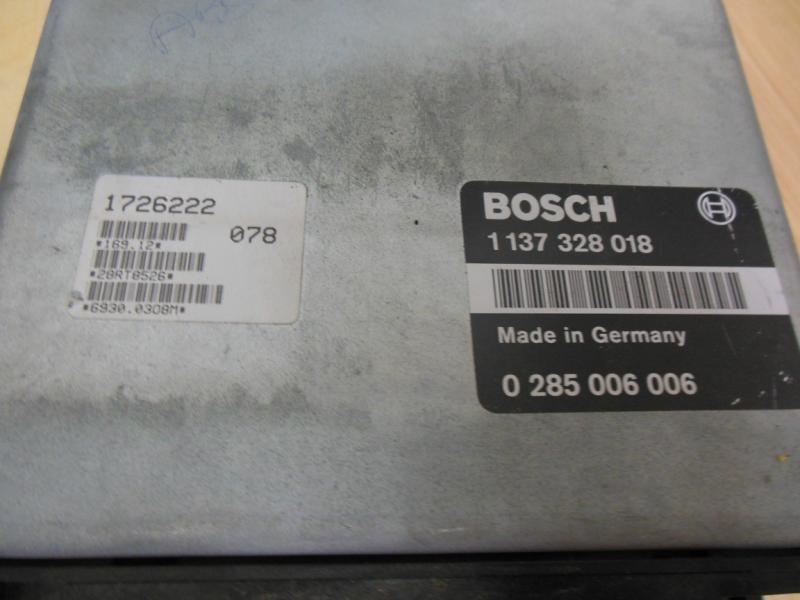 1726222
078
*169.12*
*28RT8526*
*6930.0308M*
BOSCH
1 137 328 018
Made in Germany
0 285 006 006